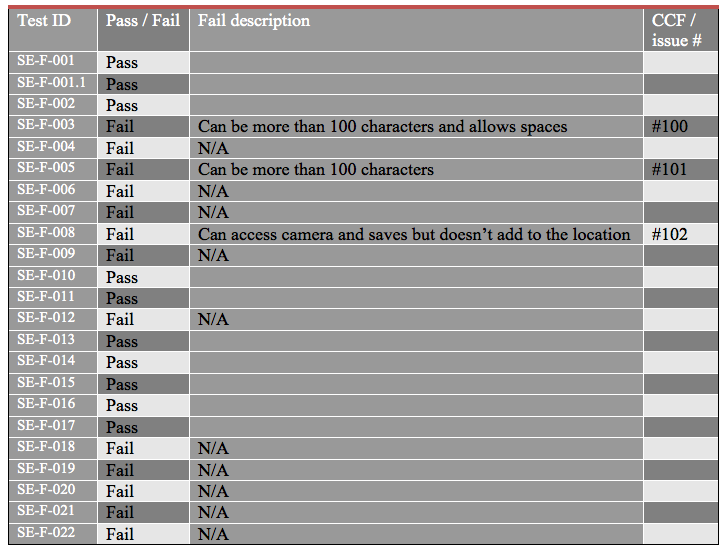 Test ID Pass / Fail Fail description CCF / issue #
SE-F-001 Pass
SE-F-001.1 Pass
SE-F-002 Pass
SE-F-003 Fail Can be more than 100 characters and allows spaces #100
SE-F-004 Fail N/A
SE-F-005 Fail Can be more than 100 characters #101
SE-F-006 Fail N/A
SE-F-007 Fail N/A
SE-F-008 Fail Can access camera and saves but doesn’t add to the location #102
SE-F-009 Fail N/A
SE-F-010 Pass
SE-F-011 Pass
SE-F-012 Fail N/A
SE-F-013 Pass
SE-F-014 Pass
SE-F-015 Pass
SE-F-016 Pass
SE-F-017 Pass
SE-F-018 Fail N/A
SE-F-019 Fail N/A
SE-F-020 Fail N/A
SE-F-021 Fail N/A
SE-F-022 Fail N/A